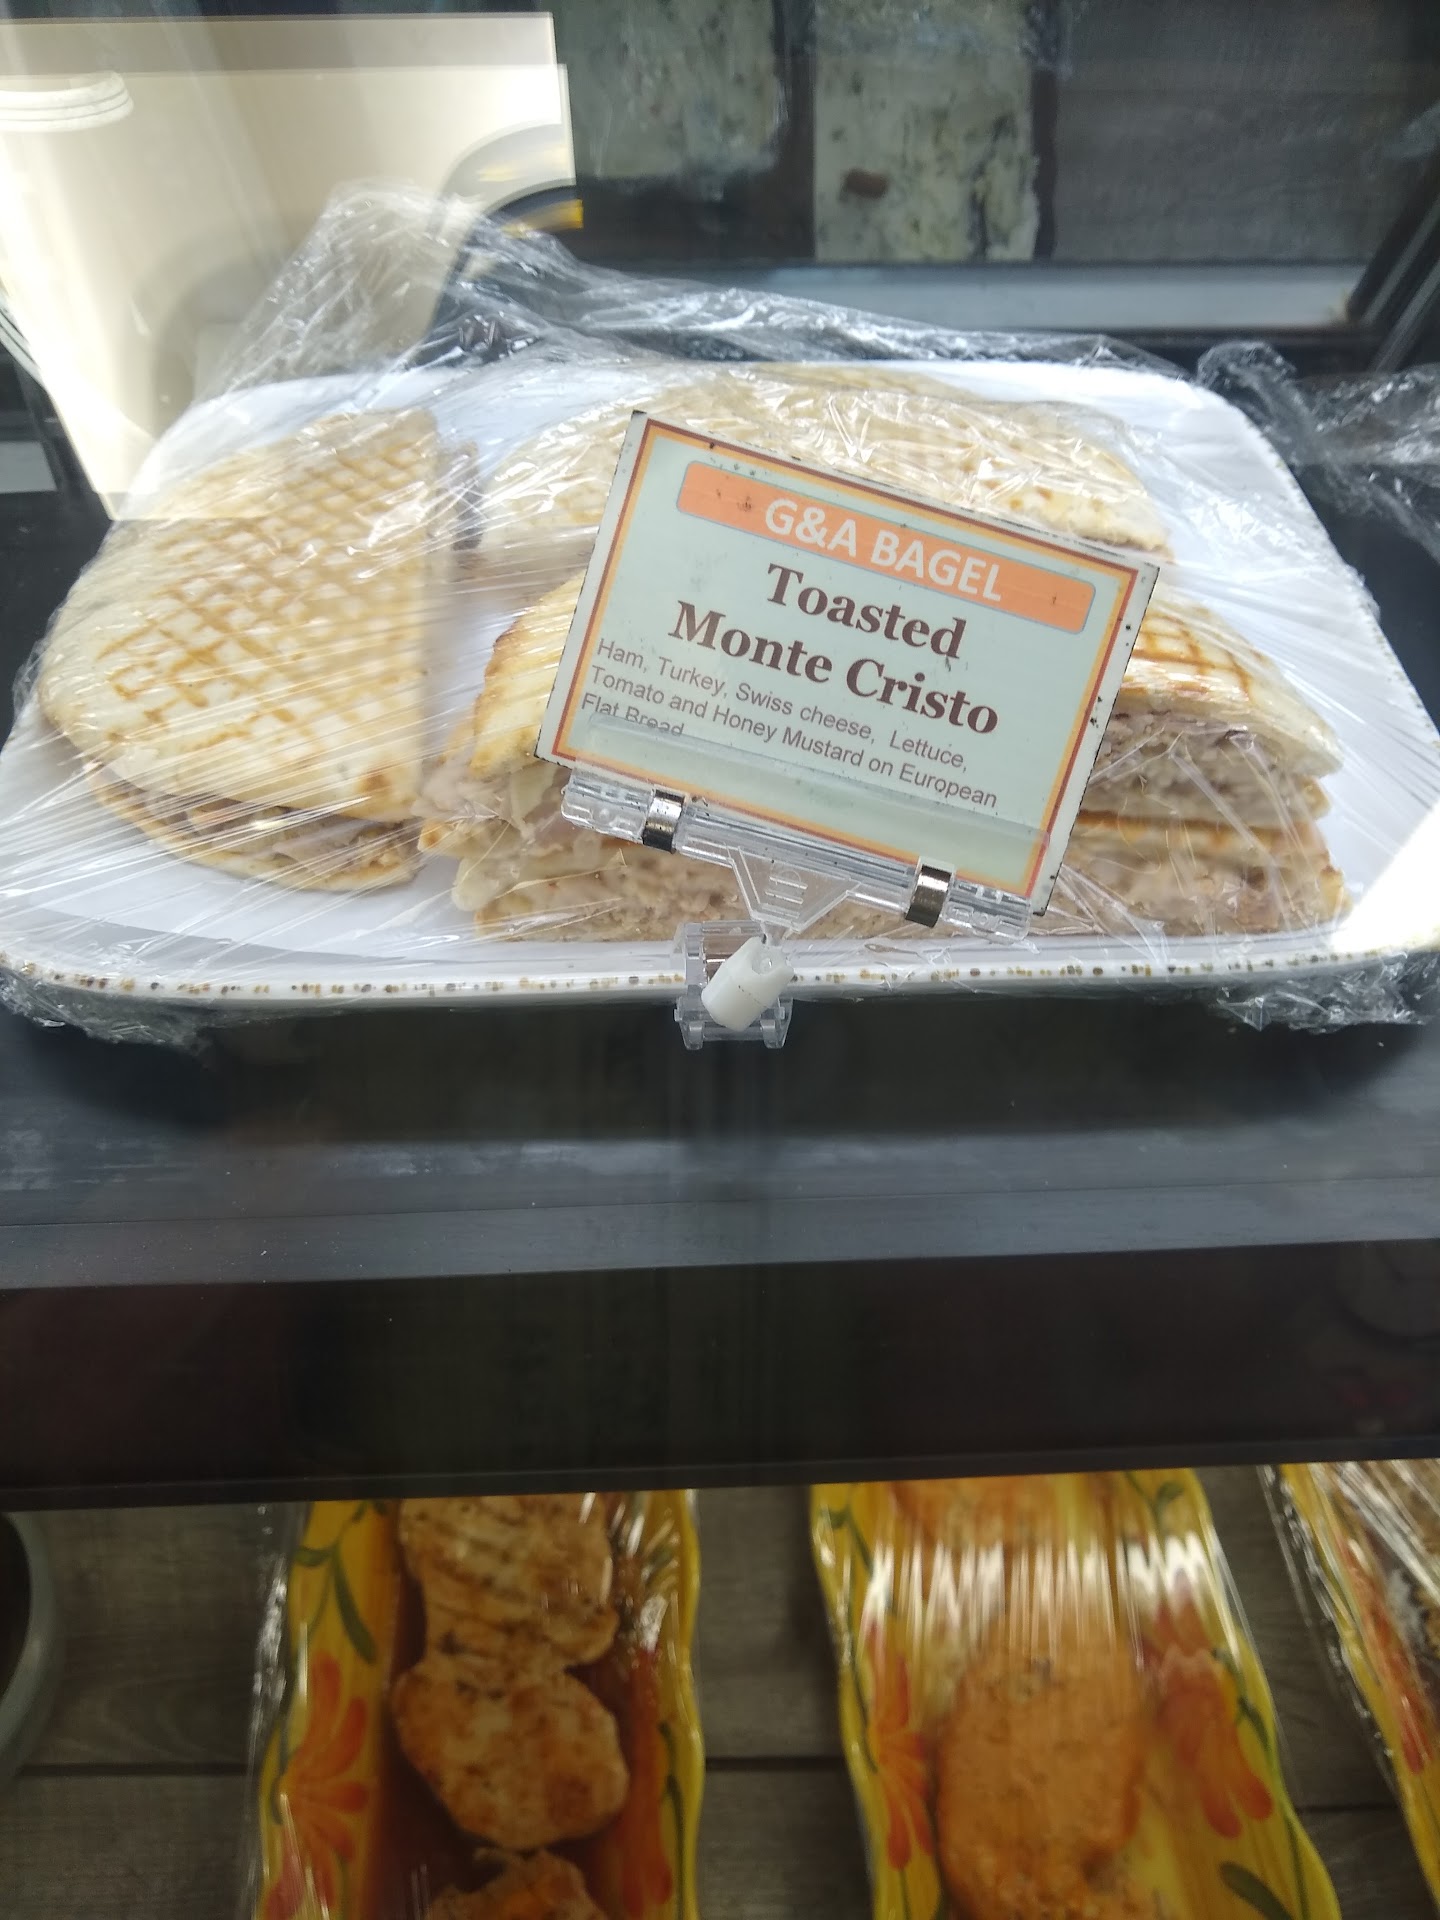 G&A BAGEL
Toasted
Monte Cristo
Ham, Turkey, Swiss cheese, Lettuce,
Tomato and Honey Mustard on European
Flat Bread